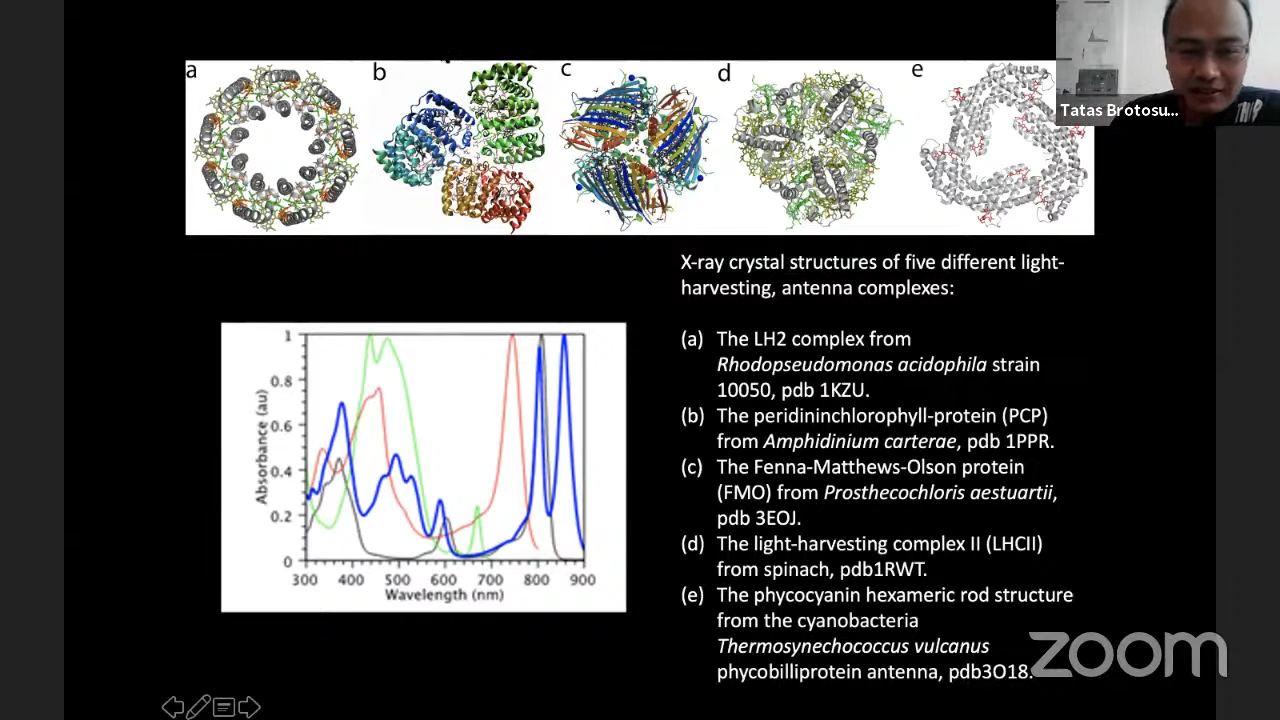 a b c d e
Tatas Brotosu...
X-ray crystal structures of five different light-
harvesting, antenna complexes:
(a) The LH2 complex from
Rhodopseudomonas acidophila strain
10050, pdb 1KZU.
(b) The peridininchlorophyll-protein (PCP)
from Amphidinium carterae, pdb 1PPR.
(c) The Fenna-Matthews-Olson protein
(FMO) from Prosthecochloris aestuartii,
pdb 3EOJ.
(d) The light-harvesting complex II (LHCII)
from spinach, pdb1RWT.
(e) The phycocyanin hexameric rod structure
from the cyanobacteria
Thermosynechococcus vulcanus
phycobilliprotein antenna, pdb3O18.
Absorbance (au)
1
0.8
0.6
0.4
0.2
0
300 400 500 600 700 800 900
Wavelength (nm)
zoom